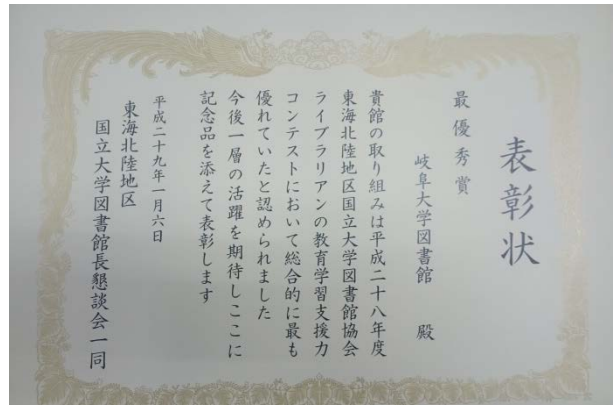 表彰状
最優秀賞
岐阜大学図書館 殿
貴館の取り組みは平成二十八年度
東海北陸地区国立大学図書館協会
ライブラリアンの教育学習支援力
コンテストにおいて総合的に最も
優れていたと認められました
今後一層の活躍を期待しここに
記念品を添えて表彰します
平成二十九年一月六日
東海北陸地区
国立大学図書館長懇談会一同